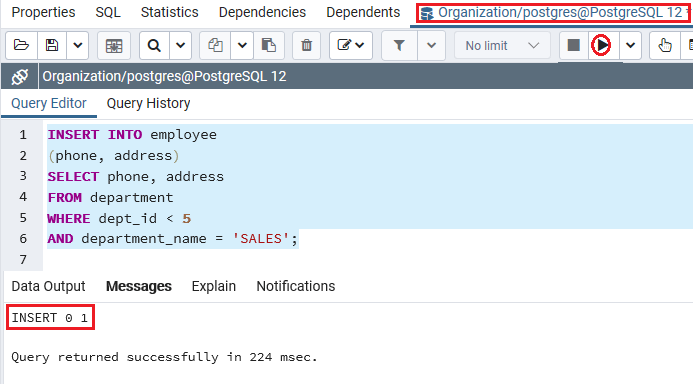 Properties SQL Statistics Dependencies Dependents Organization/postgres@PostgreSQL 12
No limit
Organization/postgres@PostgreSQL 12
Query Editor Query History
1 INSERT INTO employee
2 (phone, address)
3 SELECT phone, address
4 FROM department
5 WHERE dept_id < 5
6 AND department_name = 'SALES';
7
Data Output Messages Explain Notifications
INSERT 0 1
Query returned successfully in 224 msec.